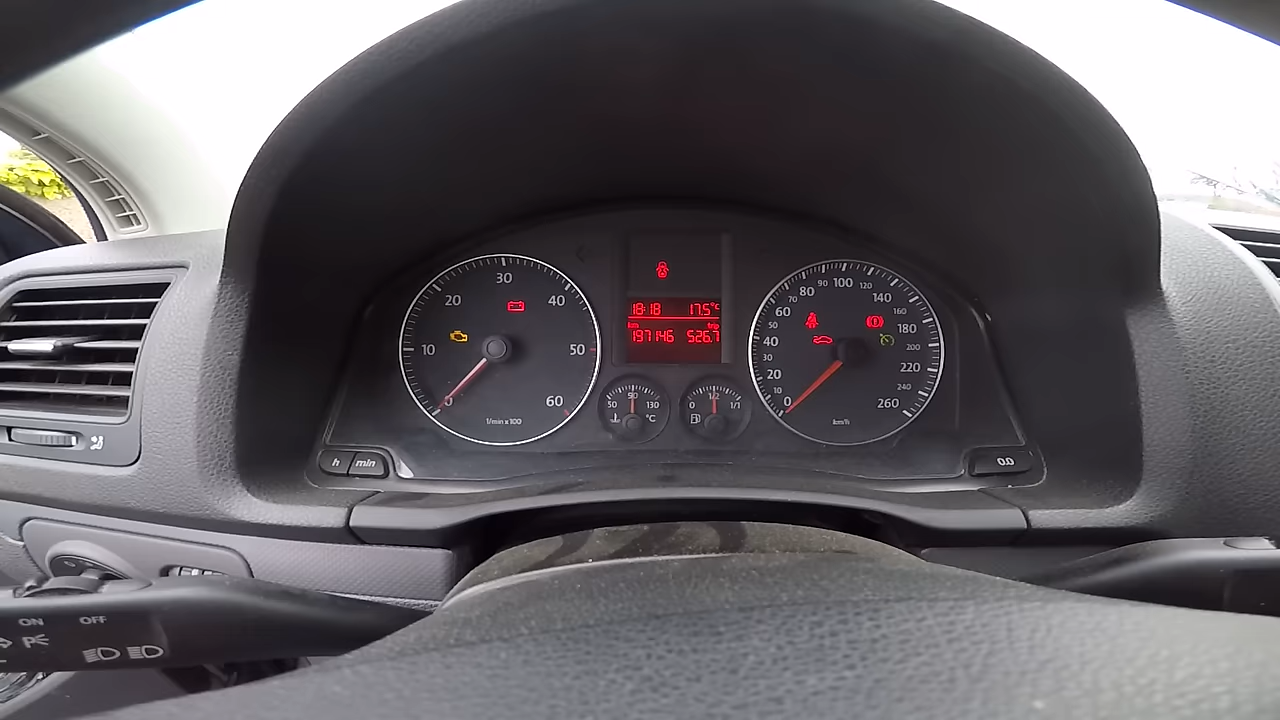 10 20 30 40 50 60
0
1/min x 100
18:18 17.5°C
km trip
197146 526.7
50 90 130
°C
0 1/2 1/1
0 10 20 30 40 50 60 70 80 90 100 120 140 160 180 200 220 240 260
km/h
h min
0.0
ON OFF